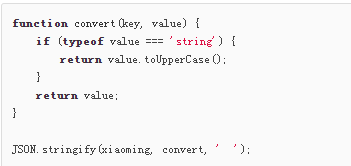 function convert(key, value) {
    if (typeof value === 'string') {
        return value.toUpperCase();
    }
    return value;
}

JSON.stringify(xiaoming, convert, '  ');